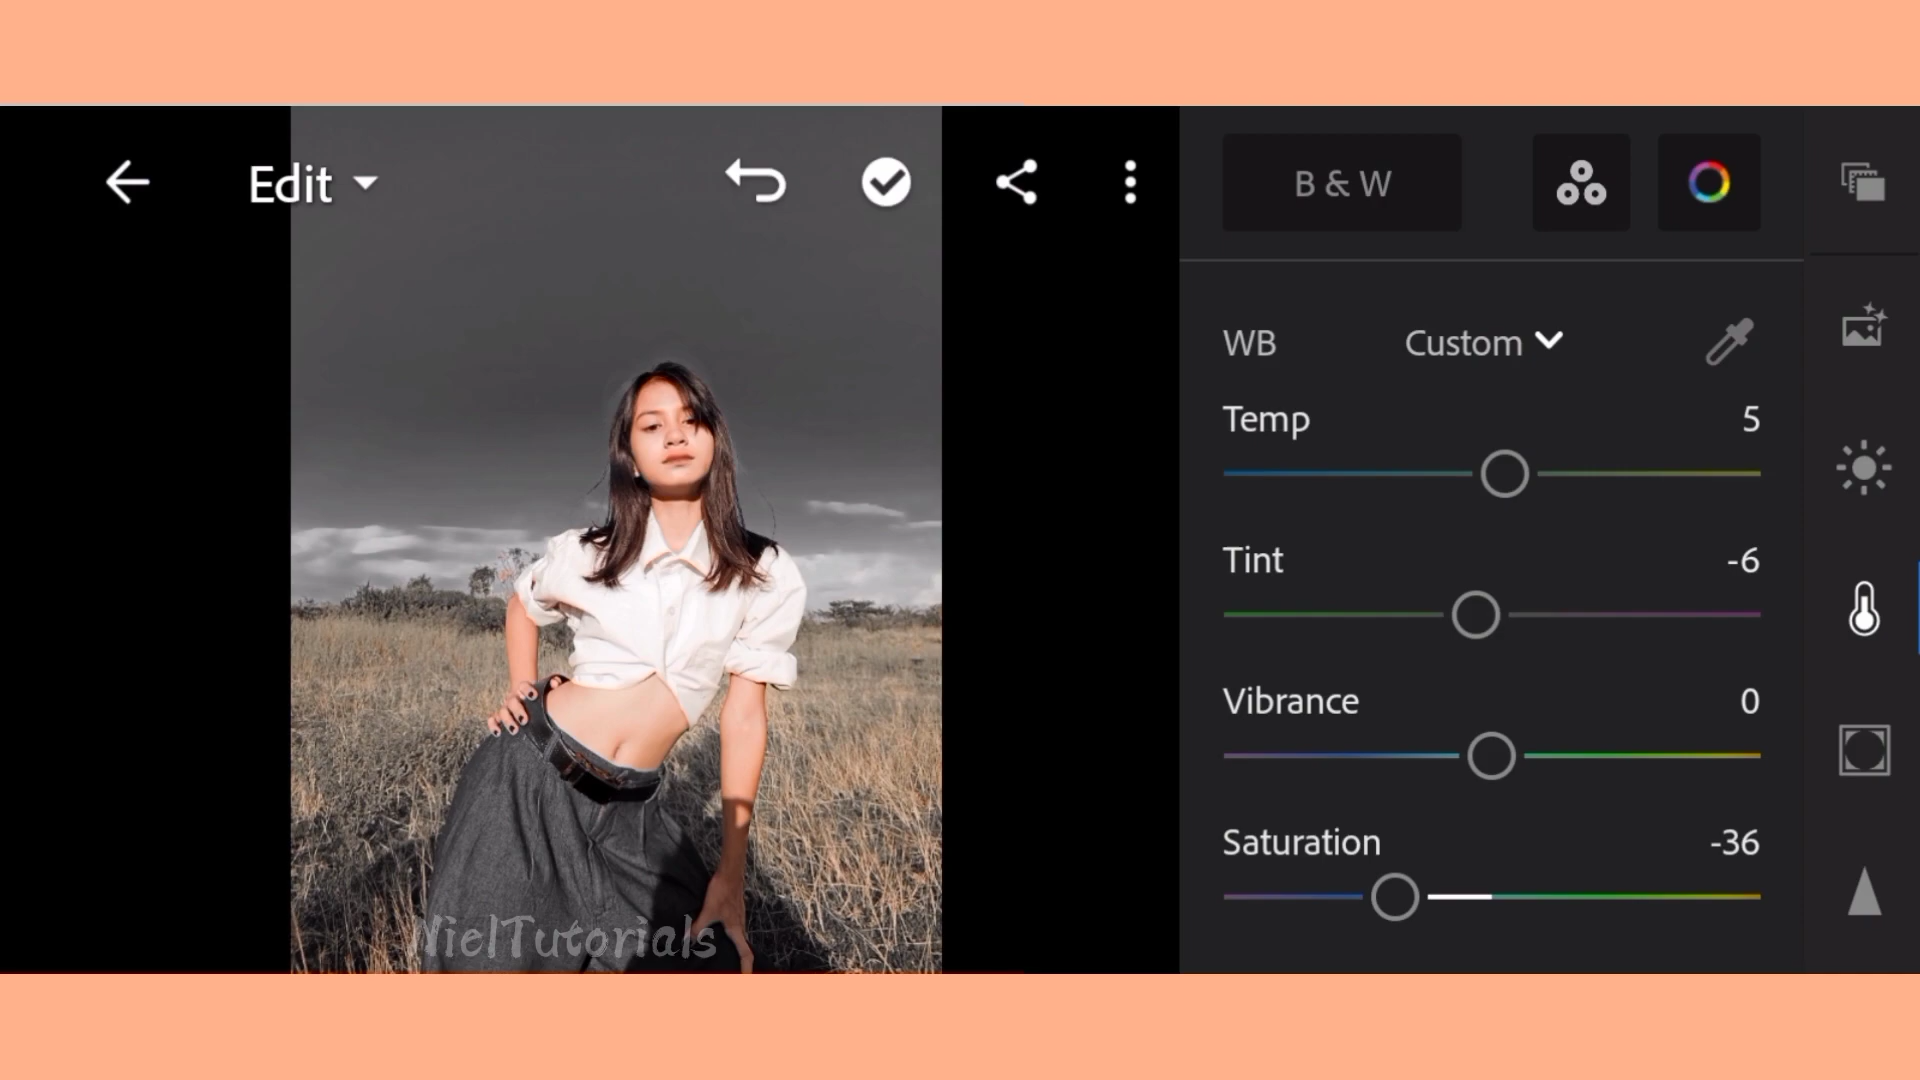 Edit
B & W
WB Custom
Temp 5
Tint -6
Vibrance 0
Saturation -36
NielTutorials